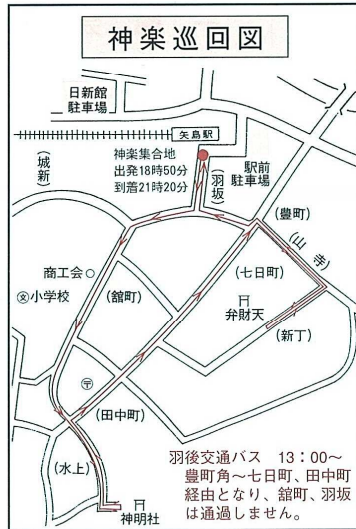 神楽巡回図
日新館
駐車場
矢島駅
神楽集合地
出発18時50分
到着21時20分
(羽坂)
駅前
駐車場
(城新)
(豊町)
(山寺)
商工会
(七日町)
文小学校
(舘町)
弁財天
(新丁)
〒
(田中町)
(水上)
神明社
羽後交通バス 13:00～
豊町角～七日町、田中町
経由となり、舘町、羽坂
は通過しません。